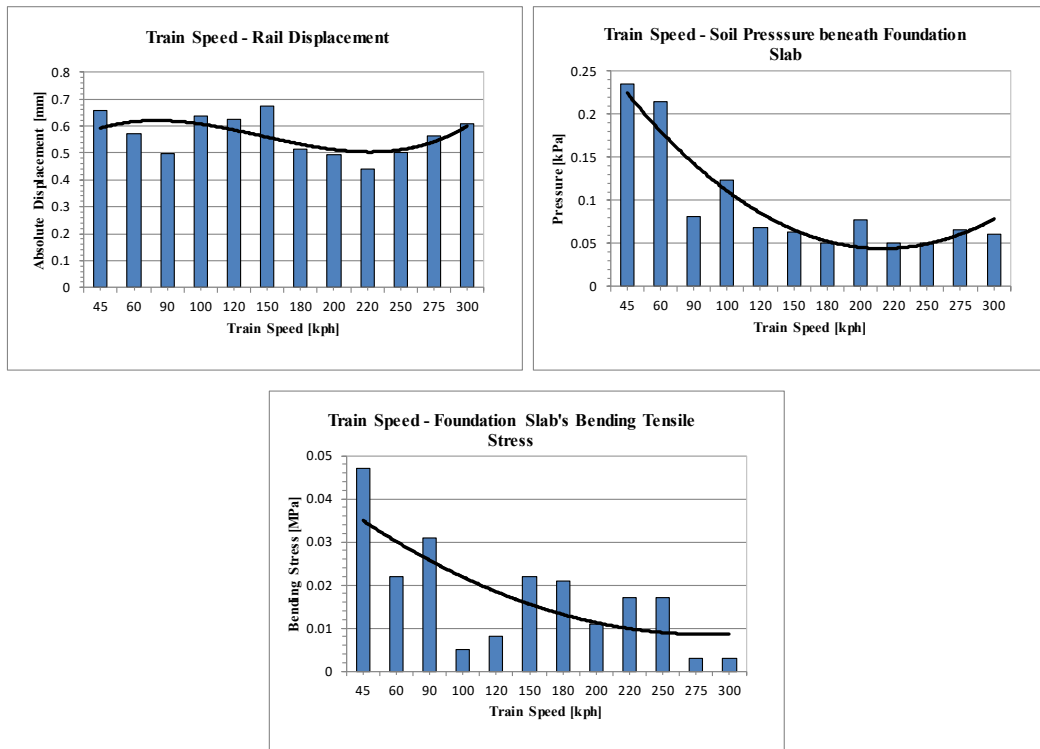 Train Speed - Rail Displacement
Absolute Displacement [mm]
0.8
0.7
0.6
0.5
0.4
0.3
0.2
0.1
0
45 60 90 100 120 150 180 200 220 250 275 300
Train Speed [kph]
Train Speed - Soil Presssure beneath Foundation
Slab
Pressure [kPa]
0.25
0.2
0.15
0.1
0.05
0
45 60 90 100 120 150 180 200 220 250 275 300
Train Speed [kph]
Train Speed - Foundation Slab's Bending Tensile
Stress
Bending Stress [MPa]
0.05
0.04
0.03
0.02
0.01
0
45 60 90 100 120 150 180 200 220 250 275 300
Train Speed [kph]